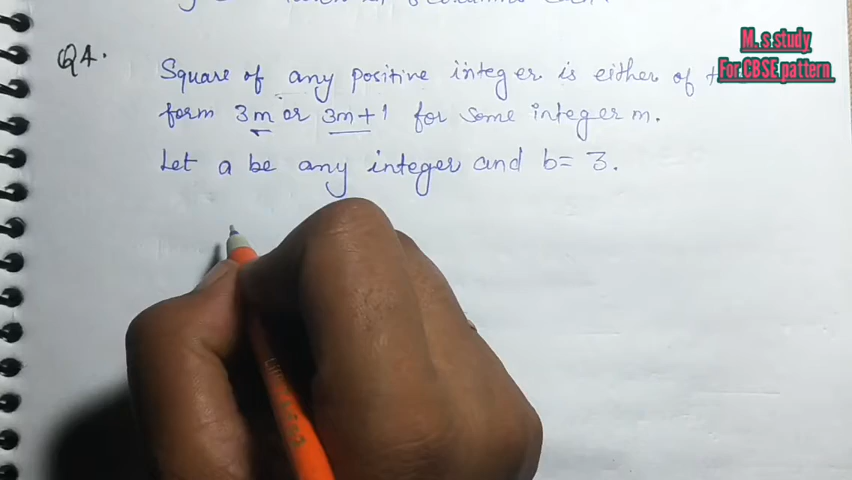 M. s study
For CBSE pattern
Q4. Square of any positive integer is either of
form 3m or 3m+1 for some integer m.
Let a be any integer and b= 3.